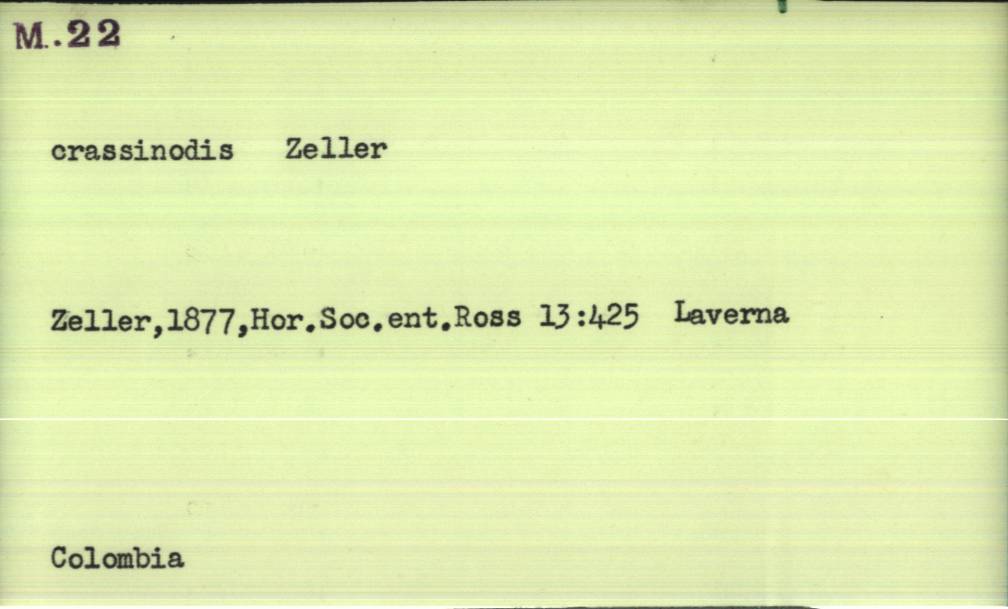 M.22
crassinodis Zeller
Zeller,1877,Hor.Soc.ent.Ross 13:425 Laverna
Colombia